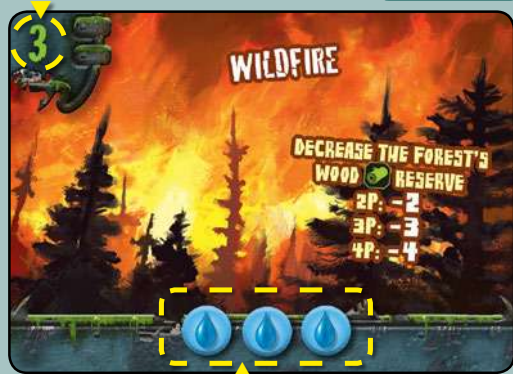 3
WILDFIRE
DECREASE THE FOREST'S
WOOD RESERVE
2P: -2
3P: -3
4P: -4